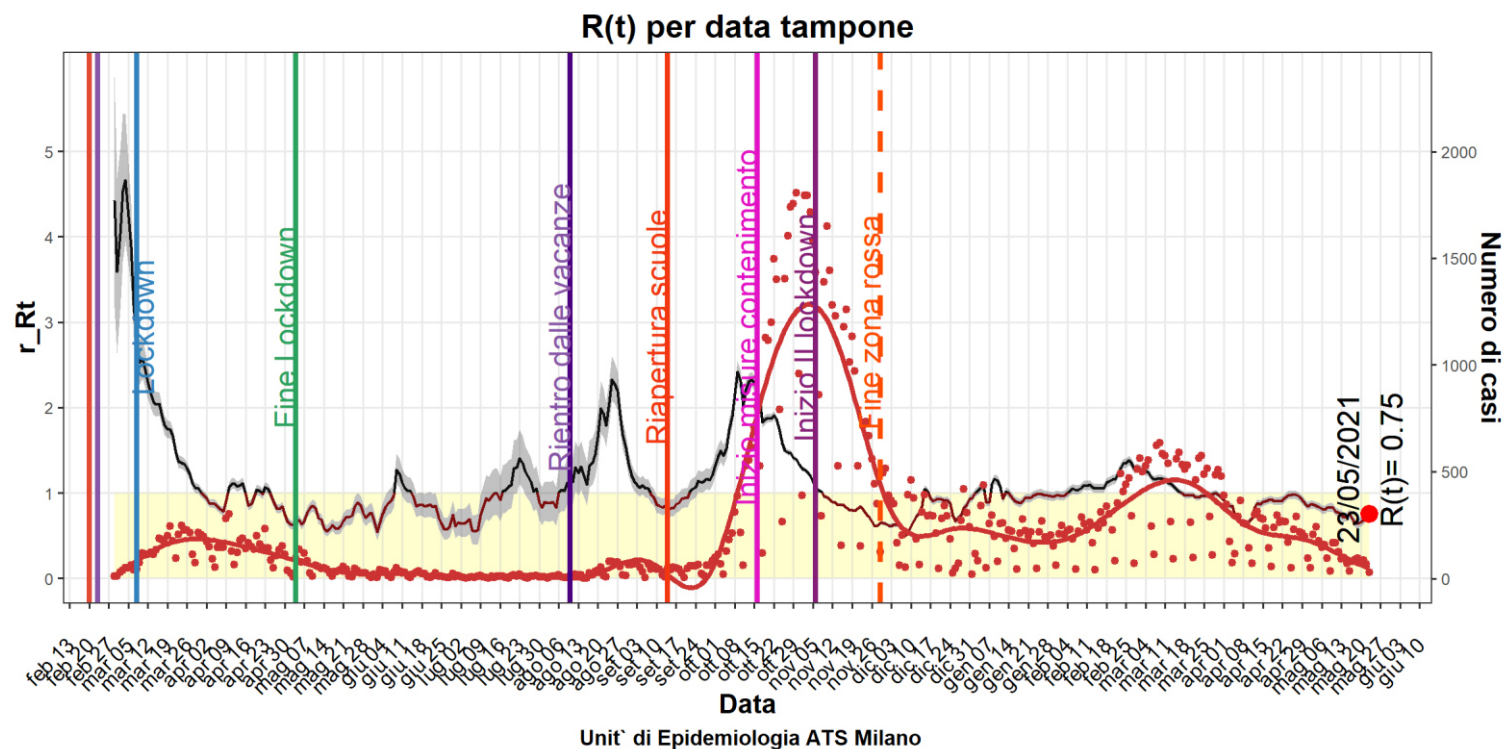 R(t) per data tampone
r_Rt
5
4
3
2
1
0
2000
1500
1000
500
0
Numero di casi
Lockdown
Fine Lockdown
Rientro dalle vacanze
Riapertura scuole
Inizio misure contenimento
Inizio II lockdown
Fine zona rossa
23/05/2021
R(t)= 0.75
feb 13
feb 20
feb 27
mar 05
mar 12
mar 19
mar 26
apr 02
apr 09
apr 16
apr 23
apr 30
mag 07
mag 14
mag 21
mag 28
giu 04
giu 11
giu 18
giu 25
lug 02
lug 09
lug 16
lug 23
lug 30
ago 06
ago 13
ago 20
ago 27
set 03
set 10
set 17
set 24
ott 01
ott 08
ott 15
ott 22
ott 29
nov 05
nov 12
nov 19
nov 26
dic 03
dic 10
dic 17
dic 24
dic 31
gen 07
gen 14
gen 21
gen 28
feb 04
feb 11
feb 18
feb 25
mar 04
mar 11
mar 18
mar 25
apr 01
apr 08
apr 15
apr 22
apr 29
mag 06
mag 13
mag 20
mag 27
giu 03
giu 10
Data
Unit` di Epidemiologia ATS Milano